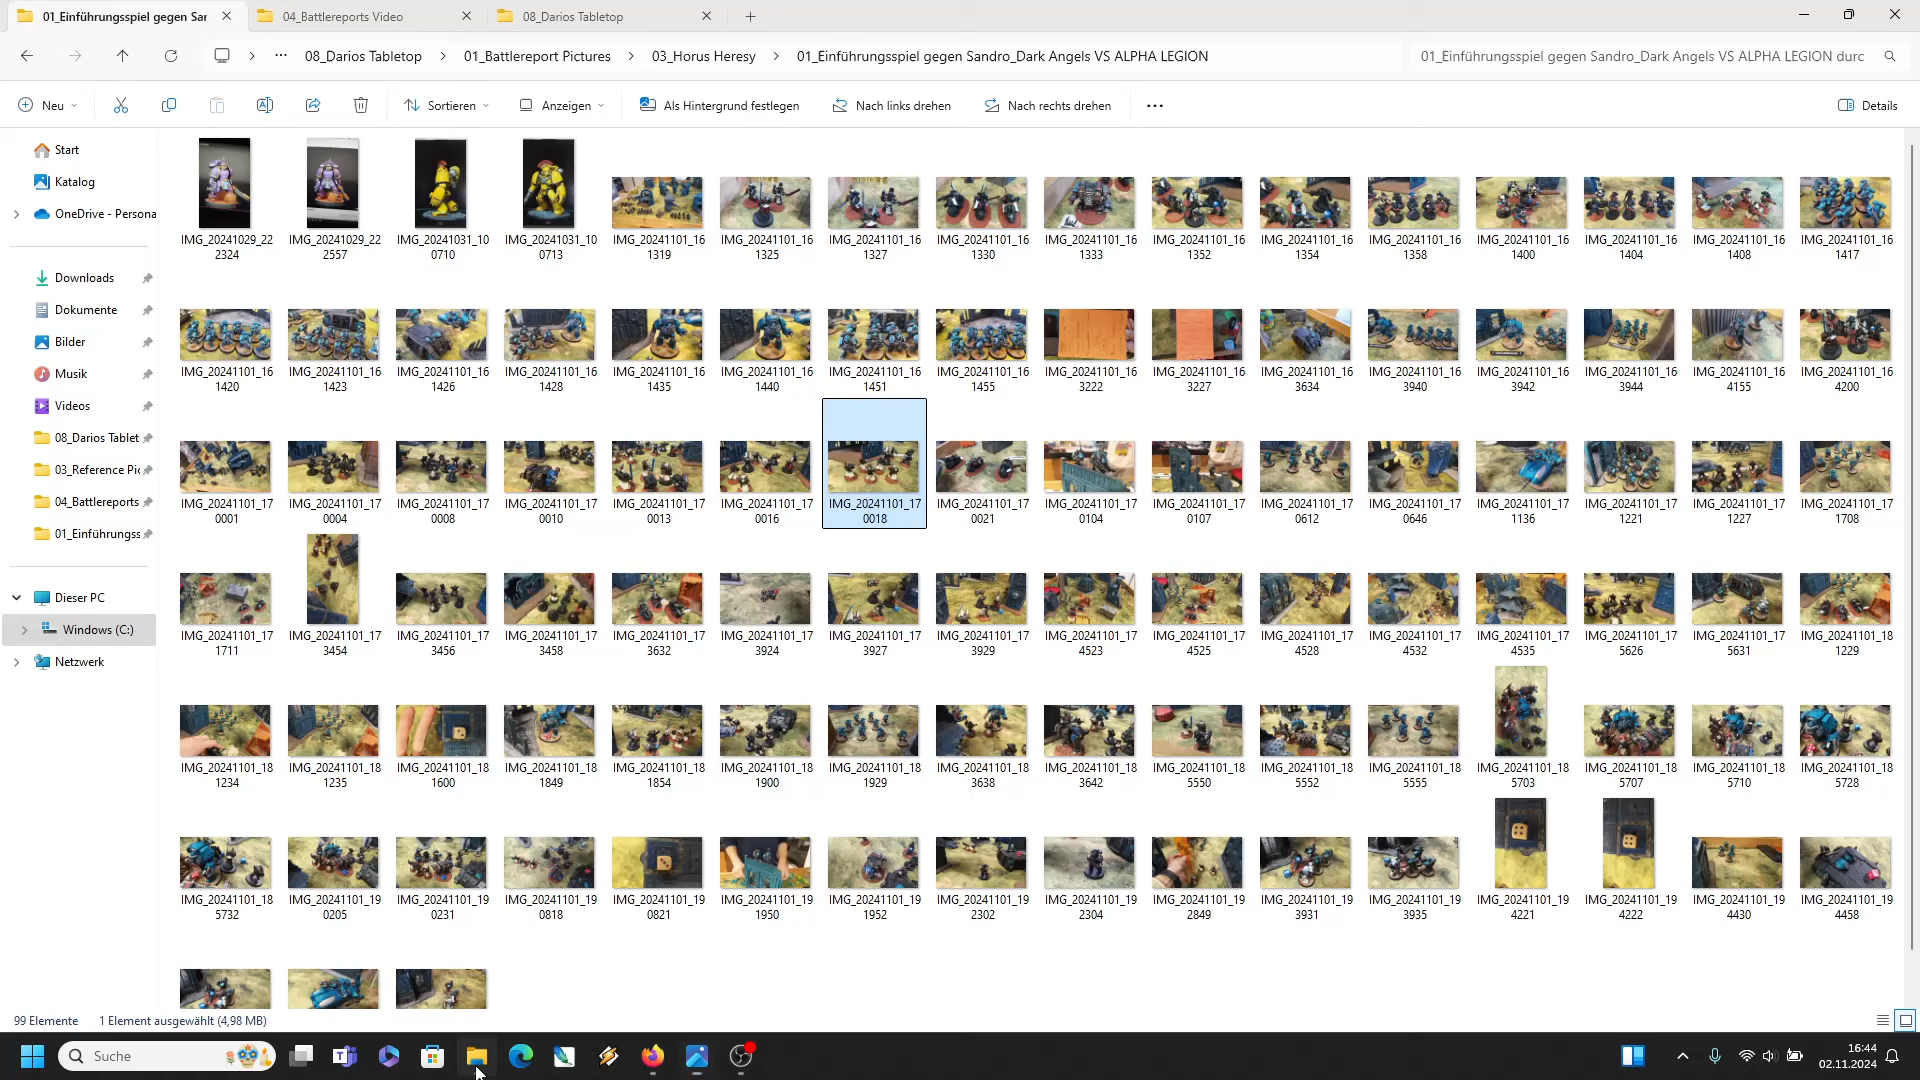 01_Einführungsspiel gegen Sar
04_Battlereports Video
08_Darios Tabletop
08_Darios Tabletop
01_Battlereport Pictures
03_Horus Heresy
01_Einführungsspiel gegen Sandro_Dark Angels VS ALPHA LEGION
01_Einführungsspiel gegen Sandro_Dark Angels VS ALPHA LEGION durc
Neu
Sortieren
Anzeigen
Als Hintergrund festlegen
Nach links drehen
Nach rechts drehen
Details
Start
Katalog
OneDrive - Persona
Downloads
Dokumente
Bilder
Musik
Videos
08_Darios Tablet
03_Reference Pic
04_Battlereports
01_Einführungss
Dieser PC
Windows (C:)
Netzwerk
IMG_20241029_22 IMG_20241029_22 IMG_20241031_10 IMG_20241031_10 IMG_20241101_16 IMG_20241101_16 IMG_20241101_16 IMG_20241101_16 IMG_20241101_16 IMG_20241101_16 IMG_20241101_16 IMG_20241101_16 IMG_20241101_16 IMG_20241101_16 IMG_20241101_16 IMG_20241101_16
2324 2557 0710 0713 1319 1325 1327 1330 1333 1352 1354 1358 1400 1404 1408 1417
IMG_20241101_16 IMG_20241101_16 IMG_20241101_16 IMG_20241101_16 IMG_20241101_16 IMG_20241101_16 IMG_20241101_16 IMG_20241101_16 IMG_20241101_16 IMG_20241101_16 IMG_20241101_16 IMG_20241101_16 IMG_20241101_16 IMG_20241101_16 IMG_20241101_16 IMG_20241101_16
1420 1423 1426 1428 1435 1440 1451 1455 3222 3227 3634 3940 3942 3944 4155 4200
IMG_20241101_17 IMG_20241101_17 IMG_20241101_17 IMG_20241101_17 IMG_20241101_17 IMG_20241101_17 IMG_20241101_17 IMG_20241101_17 IMG_20241101_17 IMG_20241101_17 IMG_20241101_17 IMG_20241101_17 IMG_20241101_17 IMG_20241101_17 IMG_20241101_17 IMG_20241101_17
0001 0004 0008 0010 0013 0016 0018 0021 0104 0107 0612 0646 1136 1221 1227 1708
IMG_20241101_17 IMG_20241101_17 IMG_20241101_17 IMG_20241101_17 IMG_20241101_17 IMG_20241101_17 IMG_20241101_17 IMG_20241101_17 IMG_20241101_17 IMG_20241101_17 IMG_20241101_17 IMG_20241101_17 IMG_20241101_17 IMG_20241101_17 IMG_20241101_17 IMG_20241101_18
1711 3454 3456 3458 3632 3924 3927 3929 4523 4525 4528 4532 4535 5626 5631 1229
IMG_20241101_18 IMG_20241101_18 IMG_20241101_18 IMG_20241101_18 IMG_20241101_18 IMG_20241101_18 IMG_20241101_18 IMG_20241101_18 IMG_20241101_18 IMG_20241101_18 IMG_20241101_18 IMG_20241101_18 IMG_20241101_18 IMG_20241101_18 IMG_20241101_18 IMG_20241101_18
1234 1235 1600 1849 1854 1900 1929 3638 3642 5550 5552 5555 5703 5707 5710 5728
IMG_20241101_18 IMG_20241101_19 IMG_20241101_19 IMG_20241101_19 IMG_20241101_19 IMG_20241101_19 IMG_20241101_19 IMG_20241101_19 IMG_20241101_19 IMG_20241101_19 IMG_20241101_19 IMG_20241101_19 IMG_20241101_19 IMG_20241101_19 IMG_20241101_19 IMG_20241101_19
5732 0205 0231 0818 0821 1950 1952 2302 2304 2849 3931 3935 4221 4222 4430 4458
99 Elemente
1 Element ausgewählt (4,98 MB)
Suche
16:44
02.11.2024